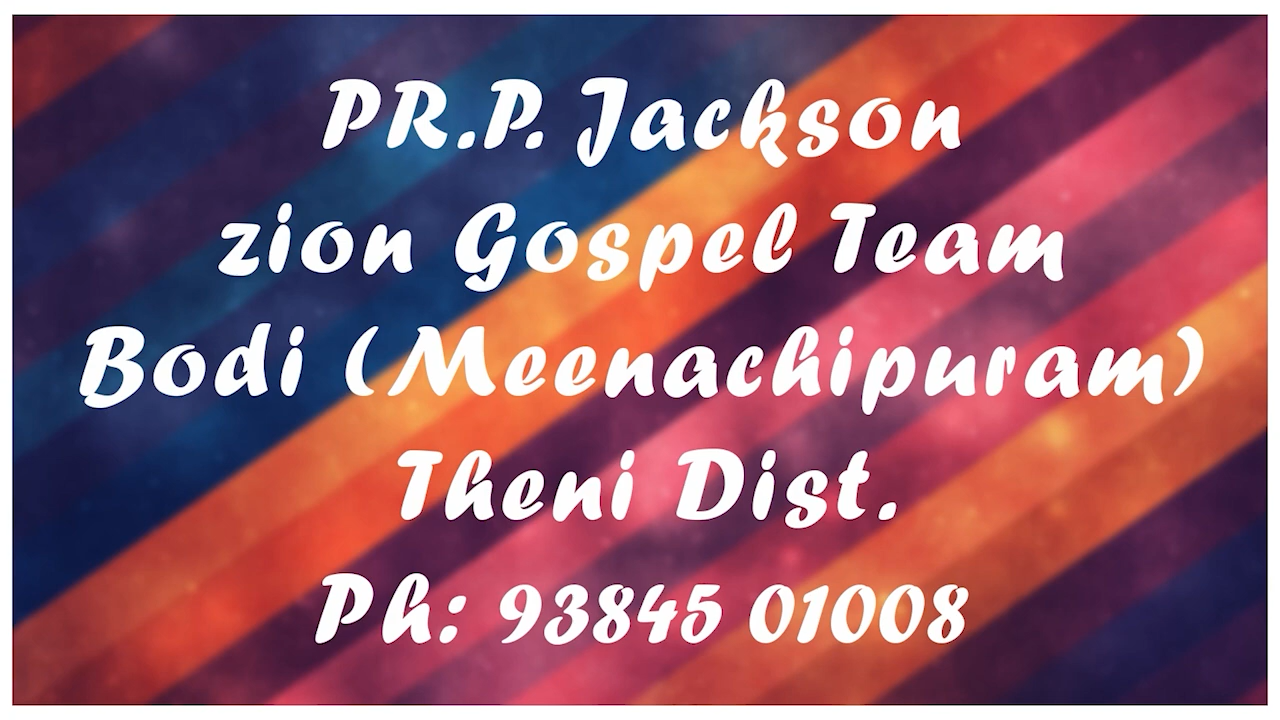 PR.P. Jackson
zion Gospel Team
Bodi (Meenachipuram)
Theni Dist.
Ph: 93845 01008